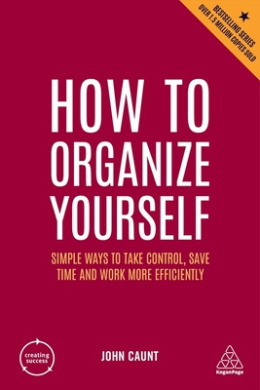 BESTSELLING SERIES
OVER 1.5 MILLION COPIES SOLD
HOW TO
ORGANIZE
YOURSELF
SIMPLE WAYS TO TAKE CONTROL, SAVE
TIME AND WORK MORE EFFICIENTLY
creating
success
JOHN CAUNT
KoganPage